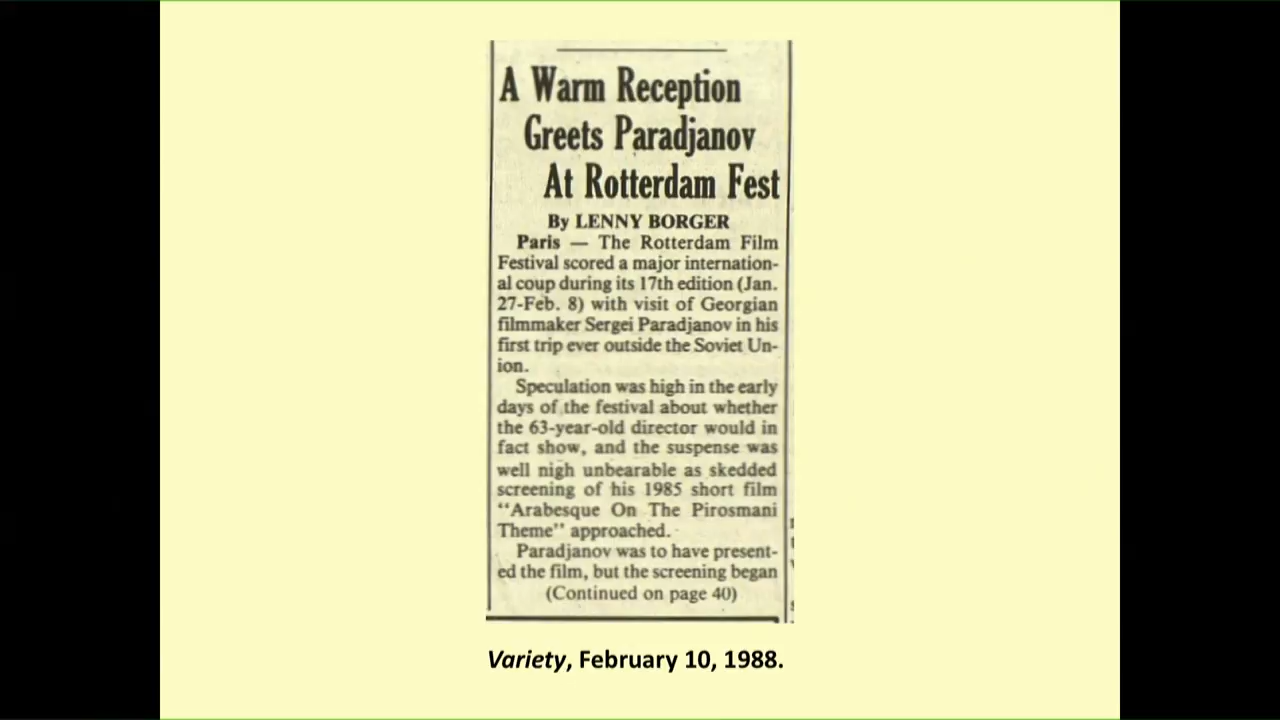 A Warm Reception
Greets Paradjanov
At Rotterdam Fest
By LENNY BORGER
Paris — The Rotterdam Film
Festival scored a major internation-
al coup during its 17th edition (Jan.
27-Feb. 8) with visit of Georgian
filmmaker Sergei Paradjanov in his
first trip ever outside the Soviet Un-
ion.
Speculation was high in the early
days of the festival about whether
the 63-year-old director would in
fact show, and the suspense was
well nigh unbearable as skedded
screening of his 1985 short film
"Arabesque On The Pirosmani
Theme" approached.
Paradjanov was to have present-
ed the film, but the screening began
(Continued on page 40)
Variety, February 10, 1988.